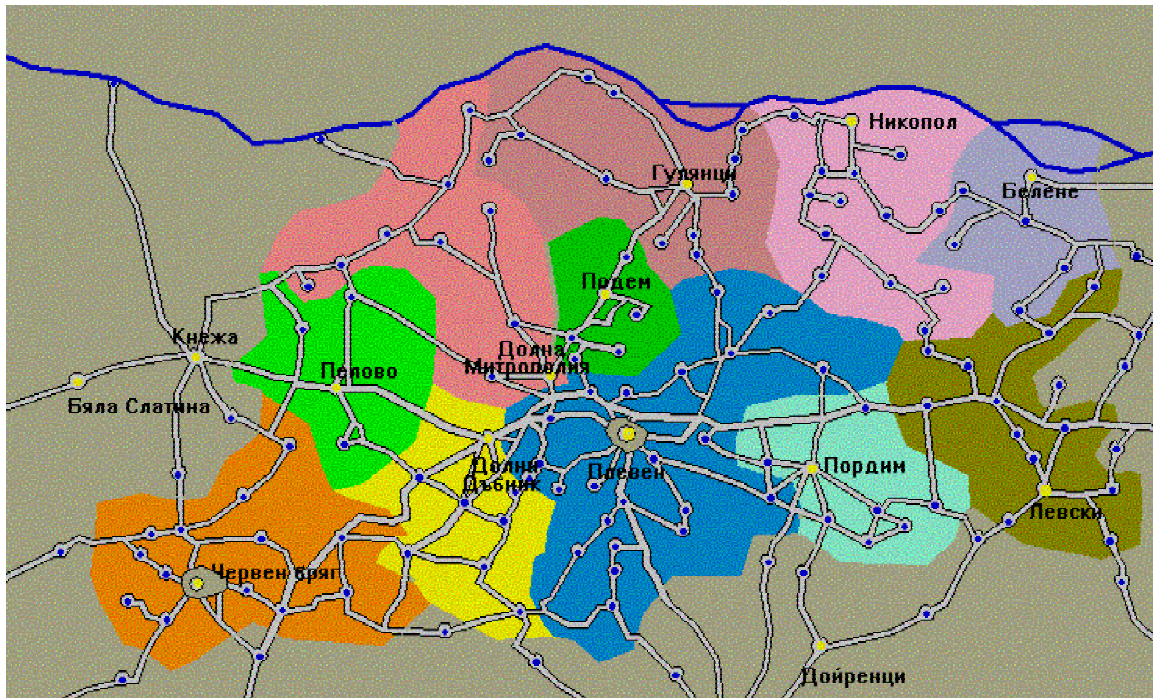 Никопол
Гулянци
Белене
Подем
Кнежа
Долна
Митрополия
Пелово
Бяла Слатина
Долни
Дъбник
Плевен
Пордим
Левски
Червен бряг
Дойренци